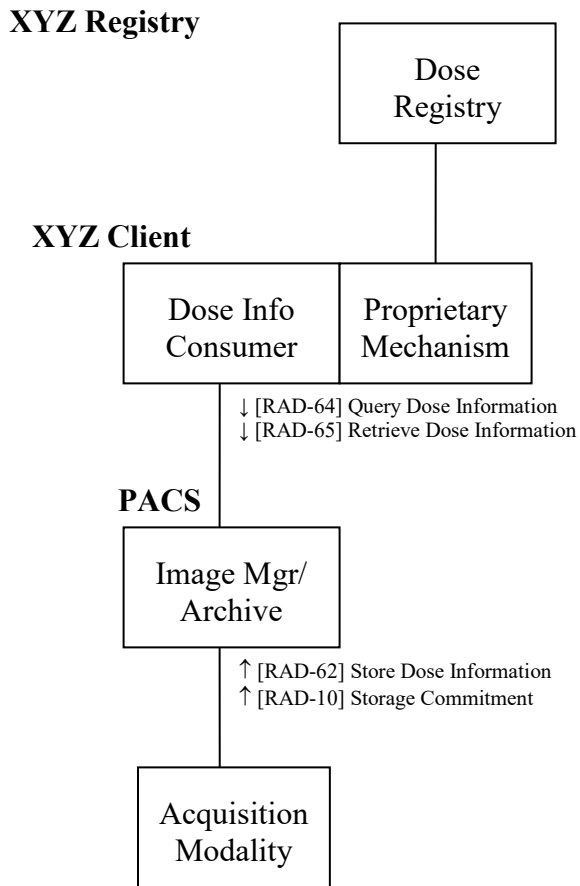 XYZ Registry
Dose
Registry
XYZ Client
Dose Info
Consumer
Proprietary
Mechanism
↓ [RAD-64] Query Dose Information
↓ [RAD-65] Retrieve Dose Information
PACS
Image Mgr/
Archive
↑ [RAD-62] Store Dose Information
↑ [RAD-10] Storage Commitment
Acquisition
Modality